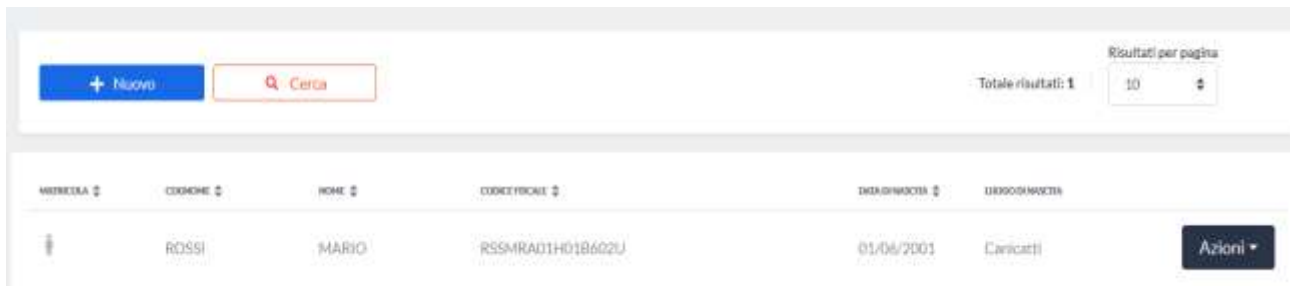 Risultati per pagina
+ Nuovo
Cerca
Totale risultati: 1
10
MATRICOLA
COGNOME
NOME
CODICE FISCALE
DATA DI NASCITA
LUOGO DI NASCITA
ROSSI
MARIO
RSSMRA01H01B602U
01/06/2001
Canicattì
Azioni